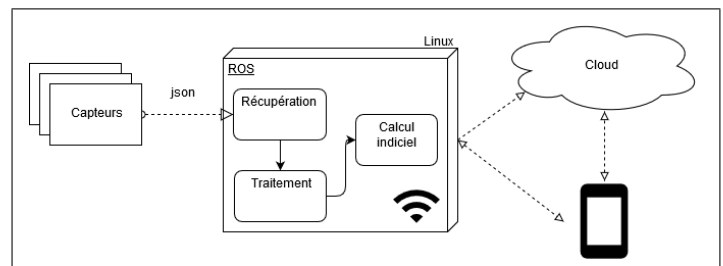 Linux
ROS
Cloud
json
Capteurs
Récupération
Calcul
indiciel
Traitement